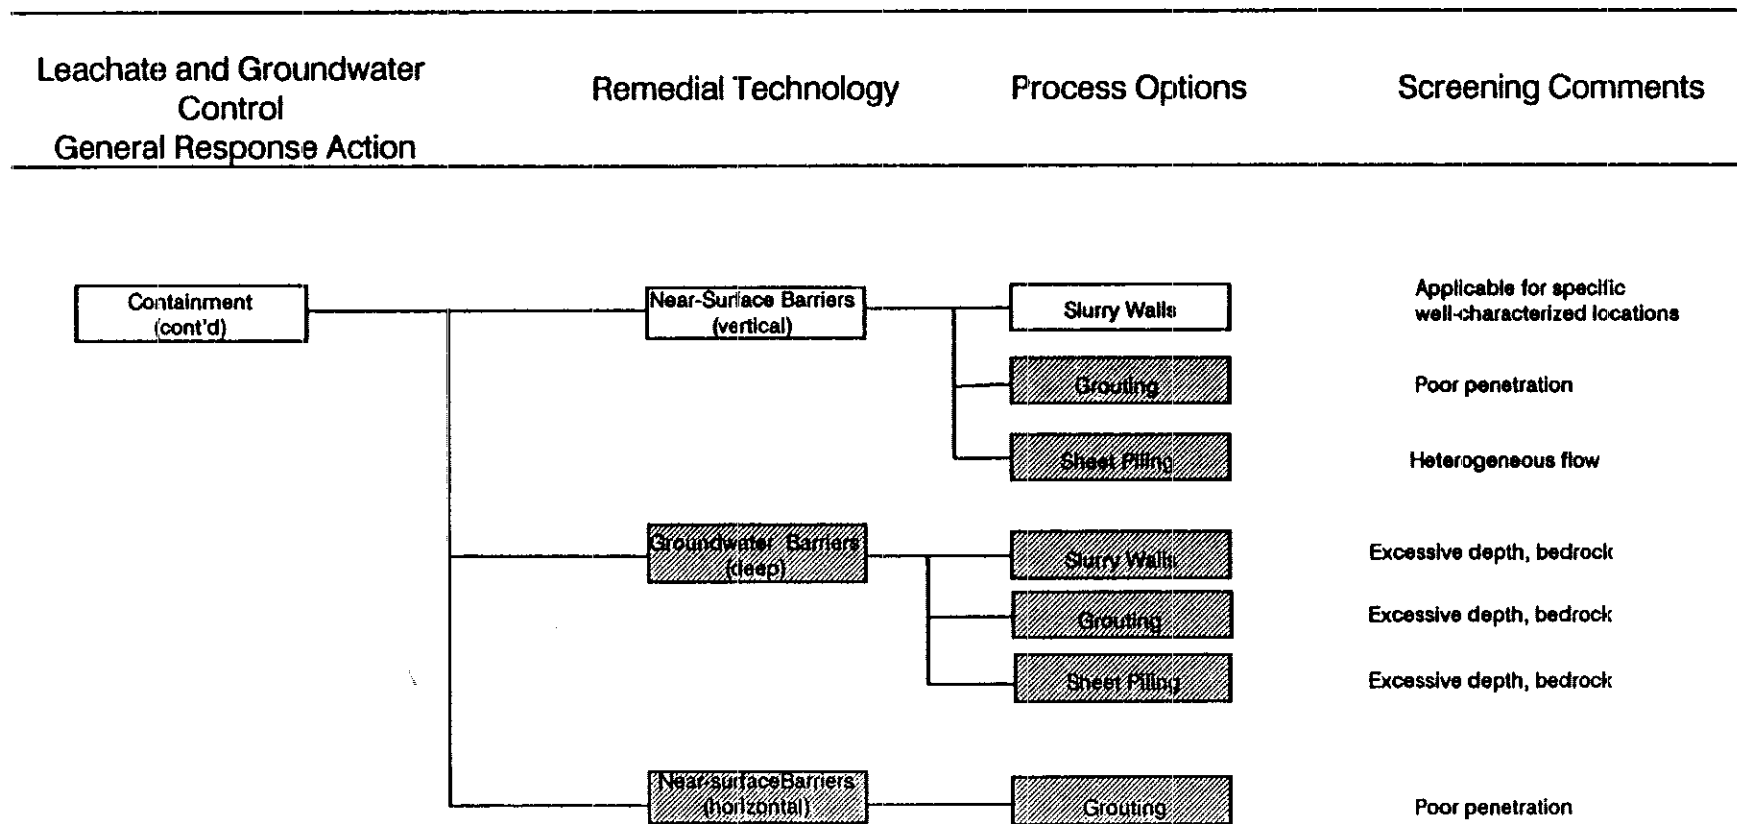 Leachate and Groundwater
Control
General Response Action
Remedial Technology
Process Options
Screening Comments
Containment
(cont'd)
Near-Surface Barriers
(vertical)
Slurry Walls
Applicable for specific
well-characterized locations
Grouting
Poor penetration
Sheet Piling
Heterogeneous flow
Groundwater Barriers
(deep)
Slurry Walls
Excessive depth, bedrock
Grouting
Excessive depth, bedrock
Sheet Piling
Excessive depth, bedrock
Near-surfaceBarriers
(horizontal)
Grouting
Poor penetration